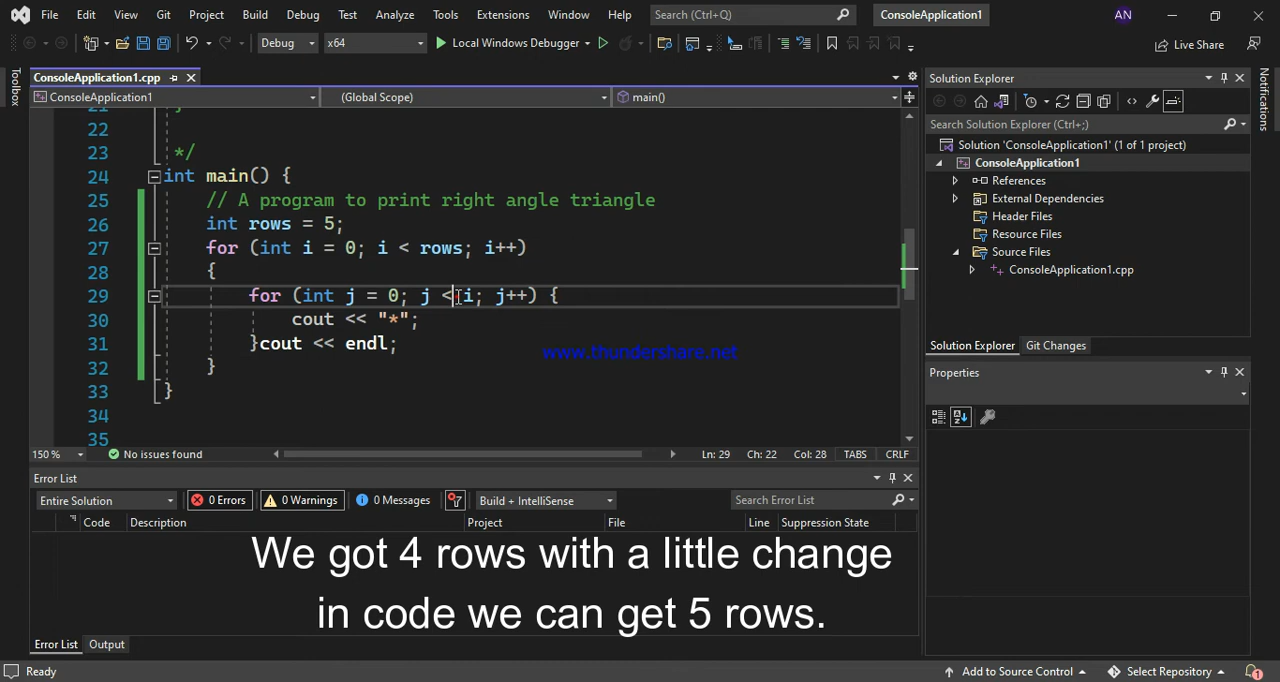 File Edit View Git Project Build Debug Test Analyze Tools Extensions Window Help Search (Ctrl+Q) ConsoleApplication1 AN
Debug x64 Local Windows Debugger Live Share
Toolbox
ConsoleApplication1.cpp
ConsoleApplication1 (Global Scope) main()
22
23 */
24 int main() {
25 // A program to print right angle triangle
26 int rows = 5;
27 for (int i = 0; i < rows; i++)
28 {
29 for (int j = 0; j < i; j++) {
30 cout << "*";
31 }cout << endl;
32 }
33 }
34
35
www.thundershare.net
150 % No issues found Ln: 29 Ch: 22 Col: 28 TABS CRLF
Error List
Entire Solution 0 Errors 0 Warnings 0 Messages Build + IntelliSense Search Error List
Code Description Project File Line Suppression State
We got 4 rows with a little change
in code we can get 5 rows.
Error List Output
Solution Explorer
Search Solution Explorer (Ctrl+;)
Solution 'ConsoleApplication1' (1 of 1 project)
ConsoleApplication1
References
External Dependencies
Header Files
Resource Files
Source Files
ConsoleApplication1.cpp
Solution Explorer Git Changes
Properties
Notifications
Ready Add to Source Control Select Repository